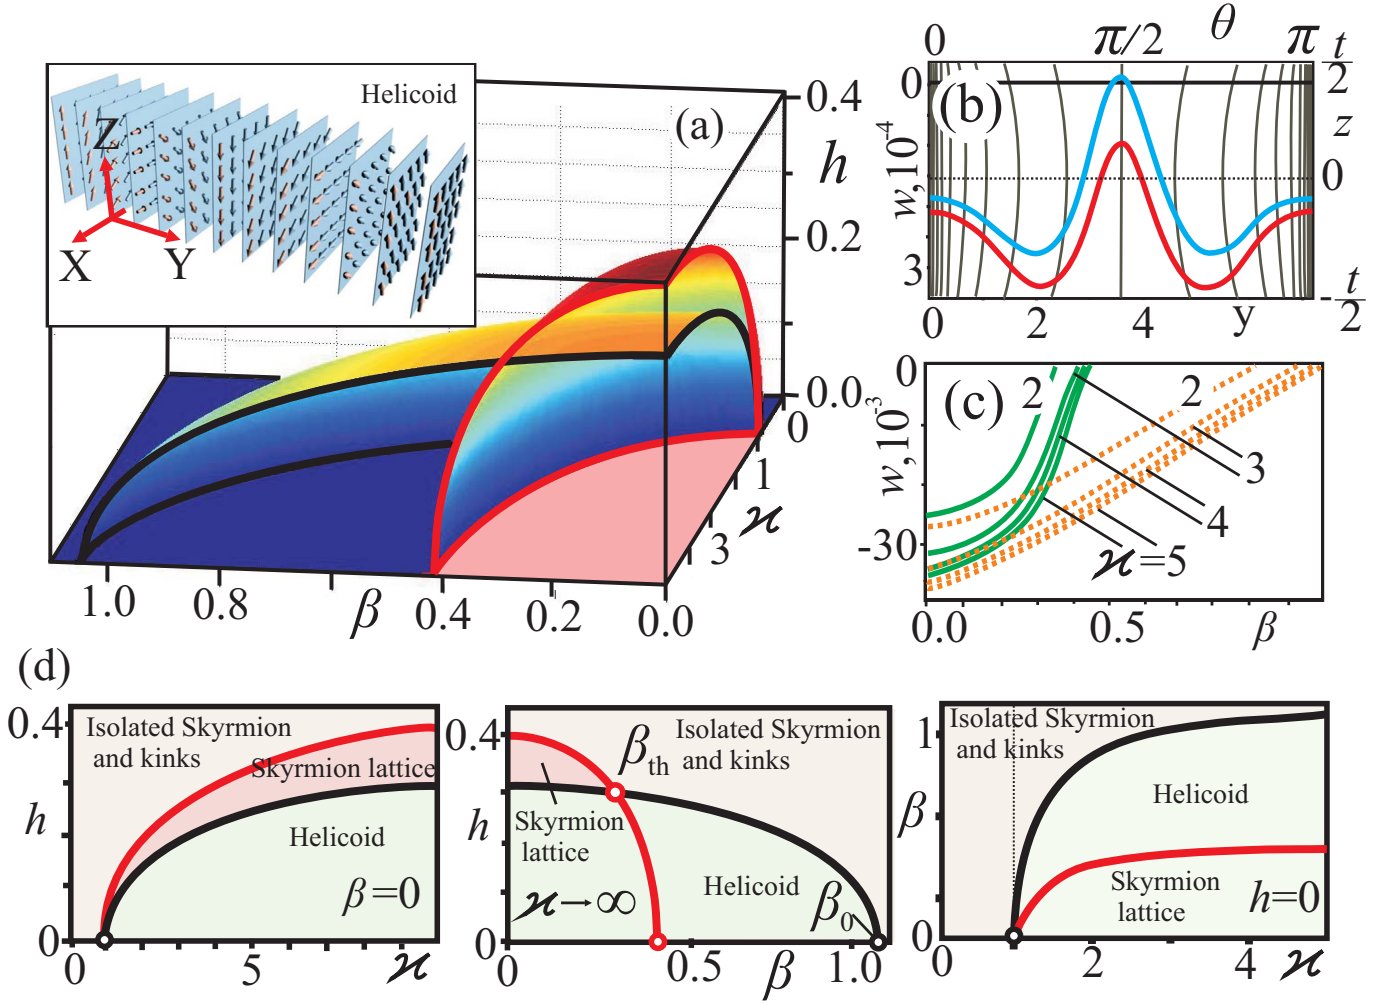 Helicoid
Z
X
Y
(a)
0.4
h
0.2
0.0
0
1
ϰ
3
1.0
0.8
β
0.4
0.2
0.0
0
π/2
θ
π
t/2
0
(b)
z
w,10⁻⁴
0
3
-t/2
0
2
4
y
0
2
2
(c)
w,10⁻³
3
4
-30
ϰ=5
0.0
0.5
β
(d)
0.4
Isolated Skyrmion
and kinks
Skyrmion lattice
h
Helicoid
β=0
0
0
5
ϰ
0.4
βth
Isolated Skyrmion
and kinks
h
Skyrmion
lattice
Helicoid
ϰ→∞
β0
0
0.5
β
1.0
1
Isolated Skyrmion
and kinks
Helicoid
β
Skyrmion
lattice
h=0
0
0
2
4
ϰ